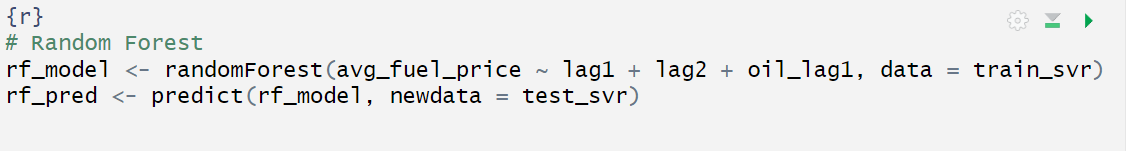 {r}
# Random Forest
rf_model <- randomForest(avg_fuel_price ~ lag1 + lag2 + oil_lag1, data = train_svr)
rf_pred <- predict(rf_model, newdata = test_svr)